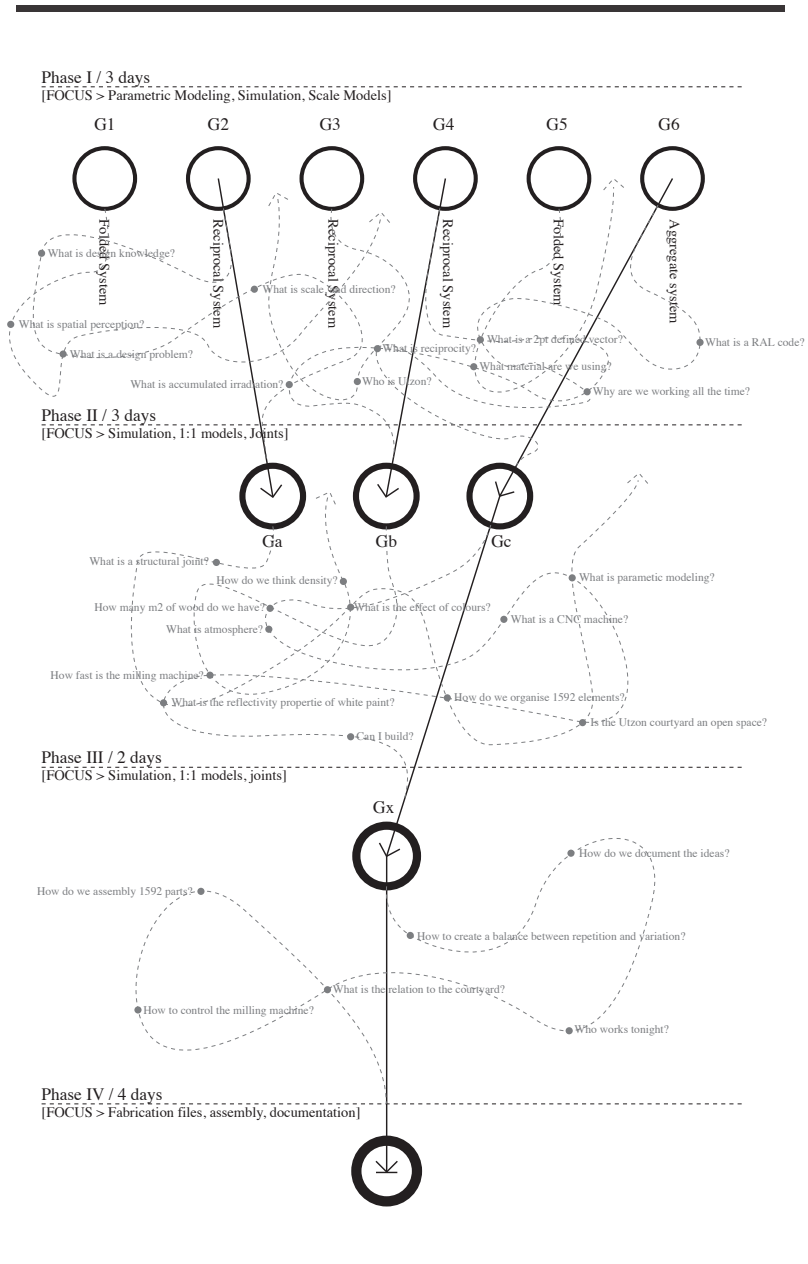 Phase I / 3 days
[FOCUS > Parametric Modeling, Simulation, Scale Models]
G1
G2
G3
G4
G5
G6
Folded System
Reciprocal System
Reciprocal System
Reciprocal System
Folded System
Aggregate system
What is design knowledge?
What is scale and direction?
What is spatial perception?
What is a design problem?
What is accumulated irradiation?
What is reciprocity?
Who is Utzon?
What is a 2pt defined vector?
What material are we using?
Why are we working all the time?
What is a RAL code?
Phase II / 3 days
[FOCUS > Simulation, 1:1 models, Joints]
Ga
Gb
Gc
What is a structural joint?
How do we think density?
How many m2 of wood do we have?
What is the effect of colours?
What is atmosphere?
What is parametic modeling?
What is a CNC machine?
How fast is the milling machine?
What is the reflectivity propertie of white paint?
How do we organise 1592 elements?
Is the Utzon courtyard an open space?
Can I build?
Phase III / 2 days
[FOCUS > Simulation, 1:1 models, joints]
Gx
How do we document the ideas?
How do we assembly 1592 parts?
How to create a balance between repetition and variation?
What is the relation to the courtyard?
How to control the milling machine?
Who works tonight?
Phase IV / 4 days
[FOCUS > Fabrication files, assembly, documentation]